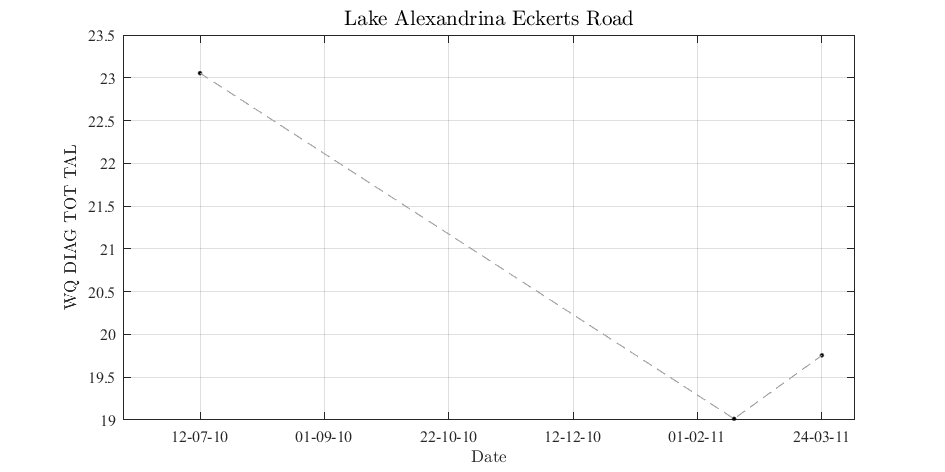 Lake Alexandrina Eckerts Road
23.5
23
22.5
22
21.5
21
20.5
20
19.5
19
WQ DIAG TOT TAL
12-07-10 01-09-10 22-10-10 12-12-10 01-02-11 24-03-11
Date